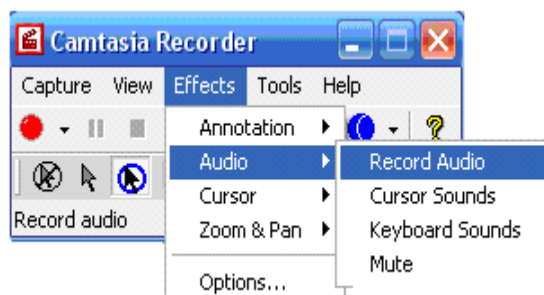 Camtasia Recorder
Capture View Effects Tools Help
Annotation
Audio
Record Audio
Cursor
Cursor Sounds
Zoom & Pan
Keyboard Sounds
Mute
Options...
Record audio